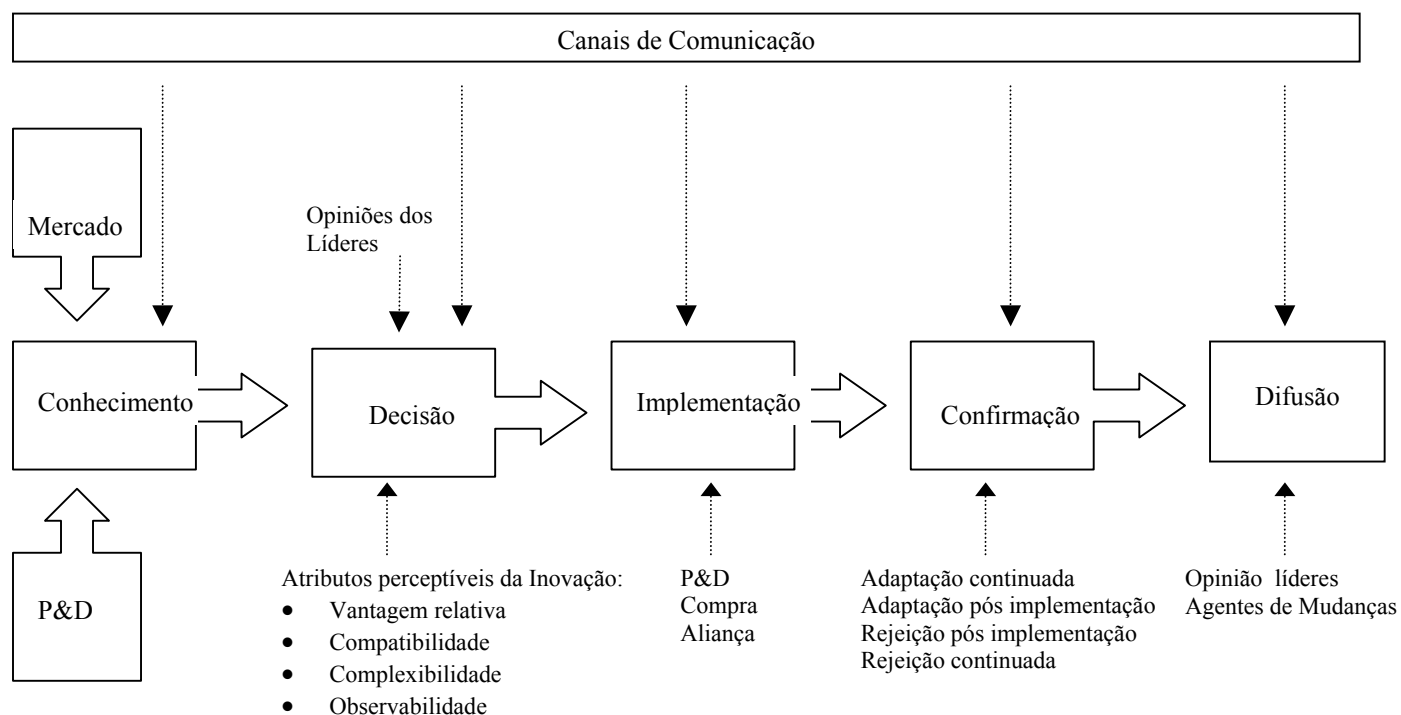 Canais de Comunicação
Mercado
Opiniões dos
Líderes
Conhecimento
Decisão
Implementação
Confirmação
Difusão
P&D
Atributos perceptíveis da Inovação:
• Vantagem relativa
• Compatibilidade
• Complexibilidade
• Observabilidade
P&D
Compra
Aliança
Adaptação continuada
Adaptação pós implementação
Rejeição pós implementação
Rejeição continuada
Opinião líderes
Agentes de Mudanças